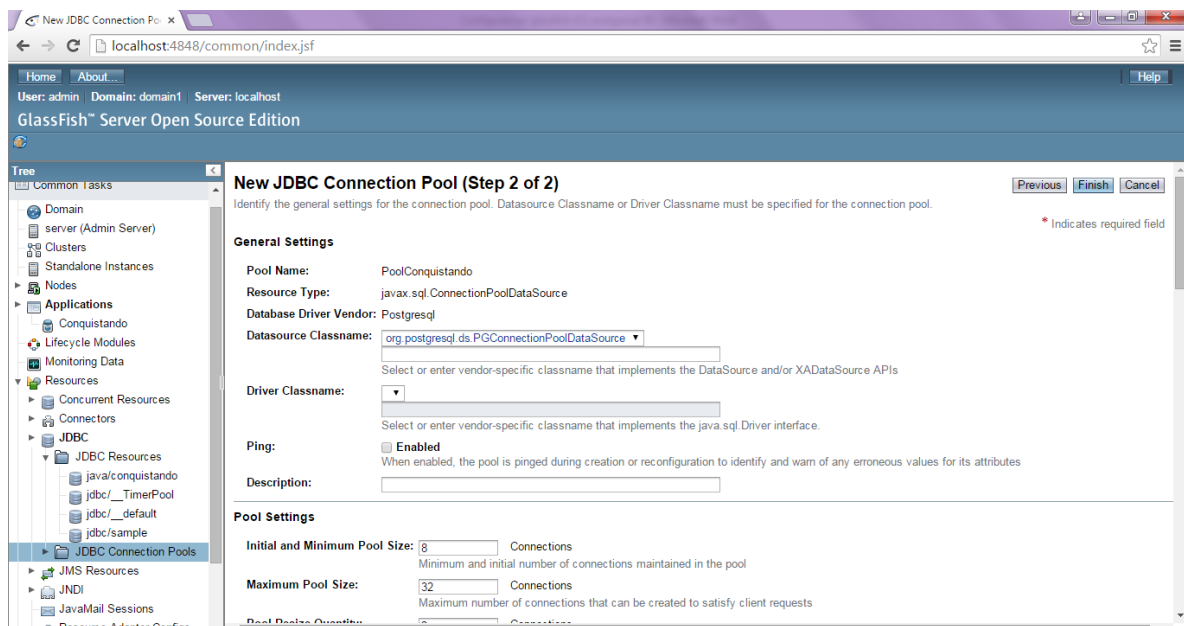 New JDBC Connection Po
localhost:4848/common/index.jsf
Home About... Help
User: admin Domain: domain1 Server: localhost
GlassFish™ Server Open Source Edition
Tree
Common Tasks
Domain
server (Admin Server)
Clusters
Standalone Instances
Nodes
Applications
Conquistando
Lifecycle Modules
Monitoring Data
Resources
Concurrent Resources
Connectors
JDBC
JDBC Resources
java/conquistando
jdbc/__TimerPool
jdbc/__default
jdbc/sample
JDBC Connection Pools
JMS Resources
JNDI
JavaMail Sessions
Resource Adapter Configs
New JDBC Connection Pool (Step 2 of 2)
Previous Finish Cancel
Identify the general settings for the connection pool. Datasource Classname or Driver Classname must be specified for the connection pool.
* Indicates required field
General Settings
Pool Name: PoolConquistando
Resource Type: javax.sql.ConnectionPoolDataSource
Database Driver Vendor: Postgresql
Datasource Classname: org.postgresql.ds.PGConnectionPoolDataSource
Select or enter vendor-specific classname that implements the DataSource and/or XADataSource APIs
Driver Classname:
Select or enter vendor-specific classname that implements the java.sql.Driver interface.
Ping: Enabled
When enabled, the pool is pinged during creation or reconfiguration to identify and warn of any erroneous values for its attributes
Description:
Pool Settings
Initial and Minimum Pool Size: 8 Connections
Minimum and initial number of connections maintained in the pool
Maximum Pool Size: 32 Connections
Maximum number of connections that can be created to satisfy client requests
Pool Resize Quantity: Connections